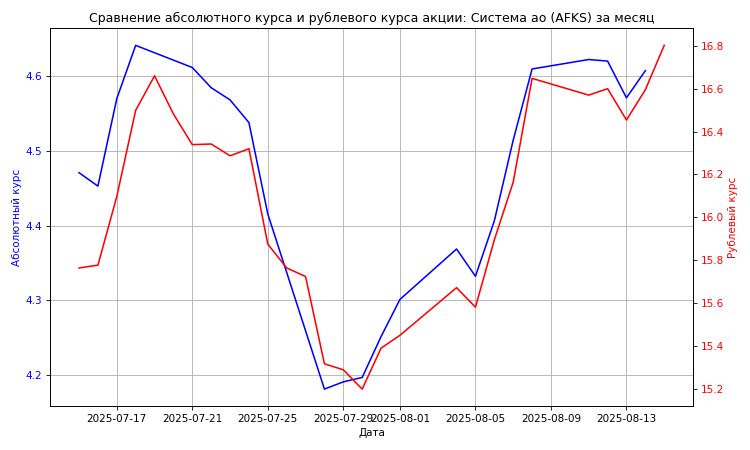 Сравнение абсолютного курса и рублевого курса акции: Система ао (AFKS) за месяц
Абсолютный курс
4.6
4.5
4.4
4.3
4.2
16.8
16.6
16.4
16.2
16.0
15.8
15.6
15.4
15.2
Рублевый курс
2025-07-17 2025-07-21 2025-07-25 2025-07-29 2025-08-01 2025-08-05 2025-08-09 2025-08-13
Дата